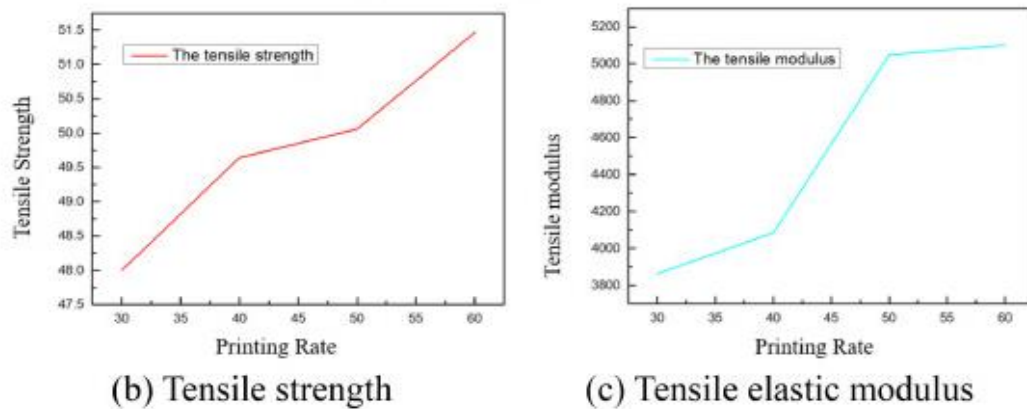 51.5
51.0
50.5
50.0
49.5
49.0
48.5
48.0
47.5
Tensile Strength
The tensile strength
30 35 40 45 50 55 60
Printing Rate
(b) Tensile strength
5200
5000
4800
4600
4400
4200
4000
3800
Tensile modulus
The tensile modulus
30 35 40 45 50 55 60
Printing Rate
(c) Tensile elastic modulus